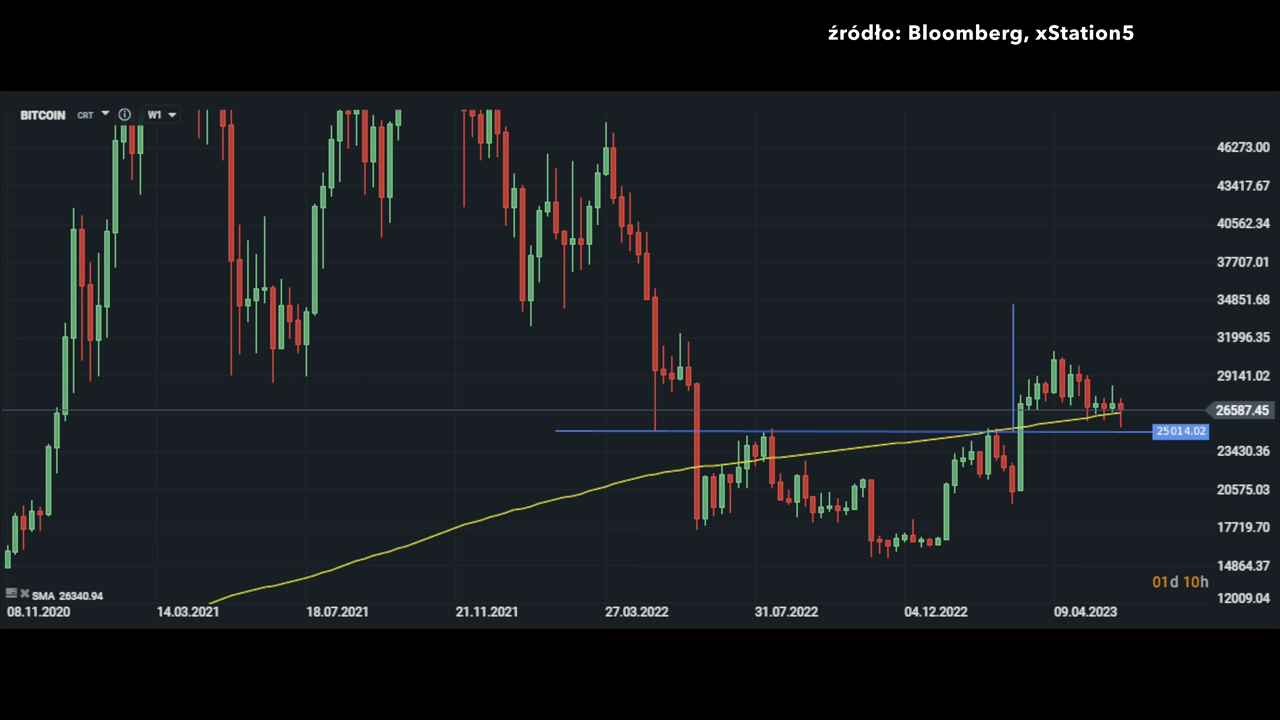 źródło: Bloomberg, xStation5
BITCOIN CRT W1
46273.00
43417.67
40562.34
37707.01
34851.68
31996.35
29141.02
26587.45
25014.02
23430.36
20575.03
17719.70
14864.37
01d 10h
12009.04
SMA 26340.94
08.11.2020 14.03.2021 18.07.2021 21.11.2021 27.03.2022 31.07.2022 04.12.2022 09.04.2023